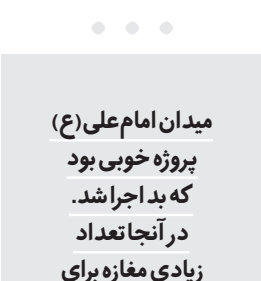 میدان امام علی(ع)
پروژه خوبی بود
که بد اجرا شد.
در آنجا تعداد
زیادی مغازه برای